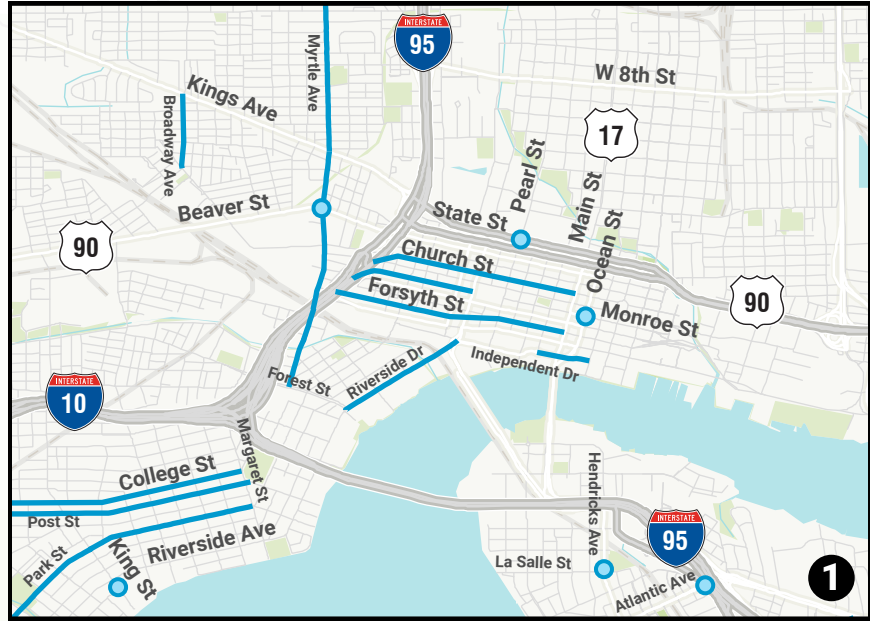 INTERSTATE
95
Myrtle Ave
W 8th St
Kings Ave
Broadway Ave
17
Pearl St
Main St
Beaver St
State St
Ocean St
90
Church St
Forsyth St
90
Monroe St
Independent Dr
Riverside Dr
Forest St
INTERSTATE
10
Margaret St
College St
Hendricks Ave
Post St
INTERSTATE
95
Riverside Ave
Park St
King St
La Salle St
Atlantic Ave
1